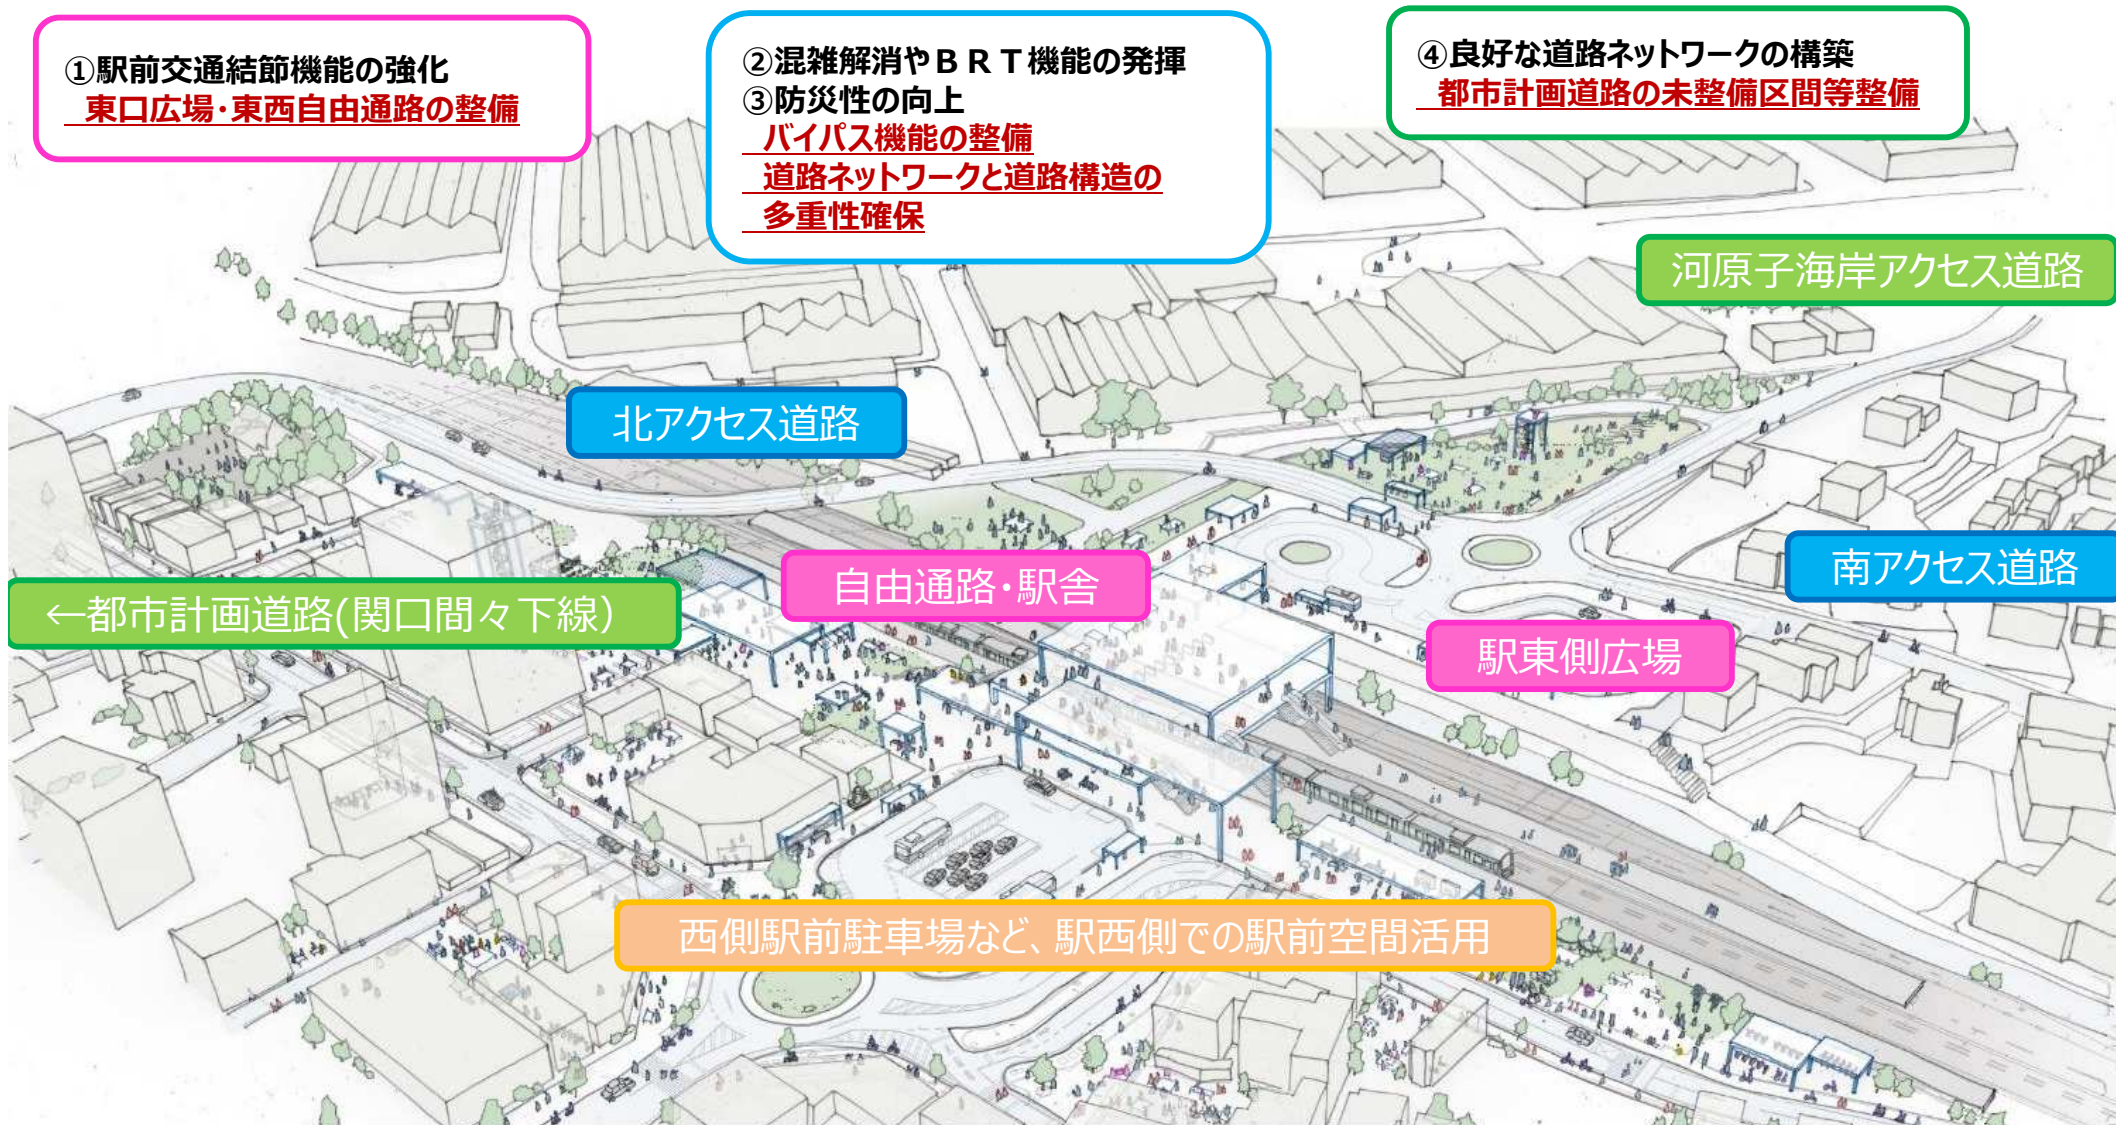 ①駅前交通結節機能の強化
東口広場・東西自由通路の整備
②混雑解消やＢＲＴ機能の発揮
③防災性の向上
バイパス機能の整備
道路ネットワークと道路構造の
多重性確保
④良好な道路ネットワークの構築
都市計画道路の未整備区間等整備
河原子海岸アクセス道路
北アクセス道路
南アクセス道路
自由通路・駅舎
←都市計画道路(関口間々下線）
駅東側広場
西側駅前駐車場など、駅西側での駅前空間活用